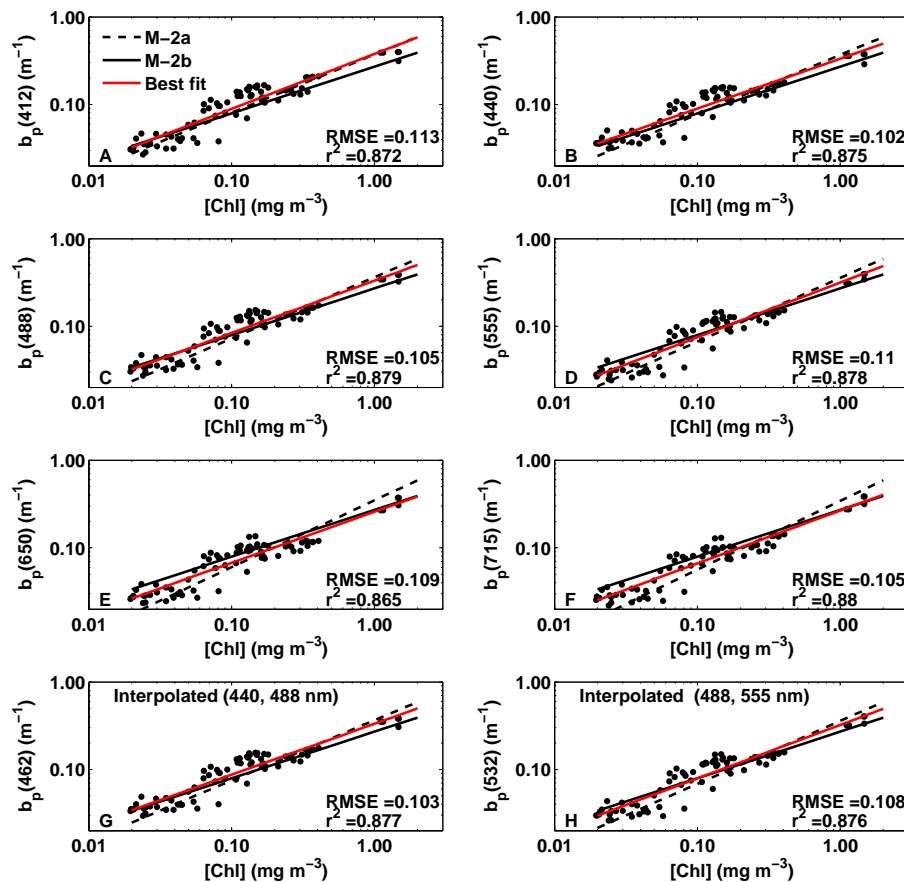 1.00
0.10
b_p(412) (m^−1)
M−2a
M−2b
Best fit
A
RMSE =0.113
r^2 =0.872
0.01 0.10 1.00
[Chl] (mg m^−3)
1.00
0.10
b_p(440) (m^−1)
B
RMSE =0.102
r^2 =0.875
0.01 0.10 1.00
[Chl] (mg m^−3)
1.00
0.10
b_p(488) (m^−1)
C
RMSE =0.105
r^2 =0.879
0.01 0.10 1.00
[Chl] (mg m^−3)
1.00
0.10
b_p(555) (m^−1)
D
RMSE =0.11
r^2 =0.878
0.01 0.10 1.00
[Chl] (mg m^−3)
1.00
0.10
b_p(650) (m^−1)
E
RMSE =0.109
r^2 =0.865
0.01 0.10 1.00
[Chl] (mg m^−3)
1.00
0.10
b_p(715) (m^−1)
F
RMSE =0.105
r^2 =0.88
0.01 0.10 1.00
[Chl] (mg m^−3)
1.00
0.10
b_p(462) (m^−1)
Interpolated (440, 488 nm)
G
RMSE =0.103
r^2 =0.877
0.01 0.10 1.00
[Chl] (mg m^−3)
1.00
0.10
b_p(532) (m^−1)
Interpolated (488, 555 nm)
H
RMSE =0.108
r^2 =0.876
0.01 0.10 1.00
[Chl] (mg m^−3)